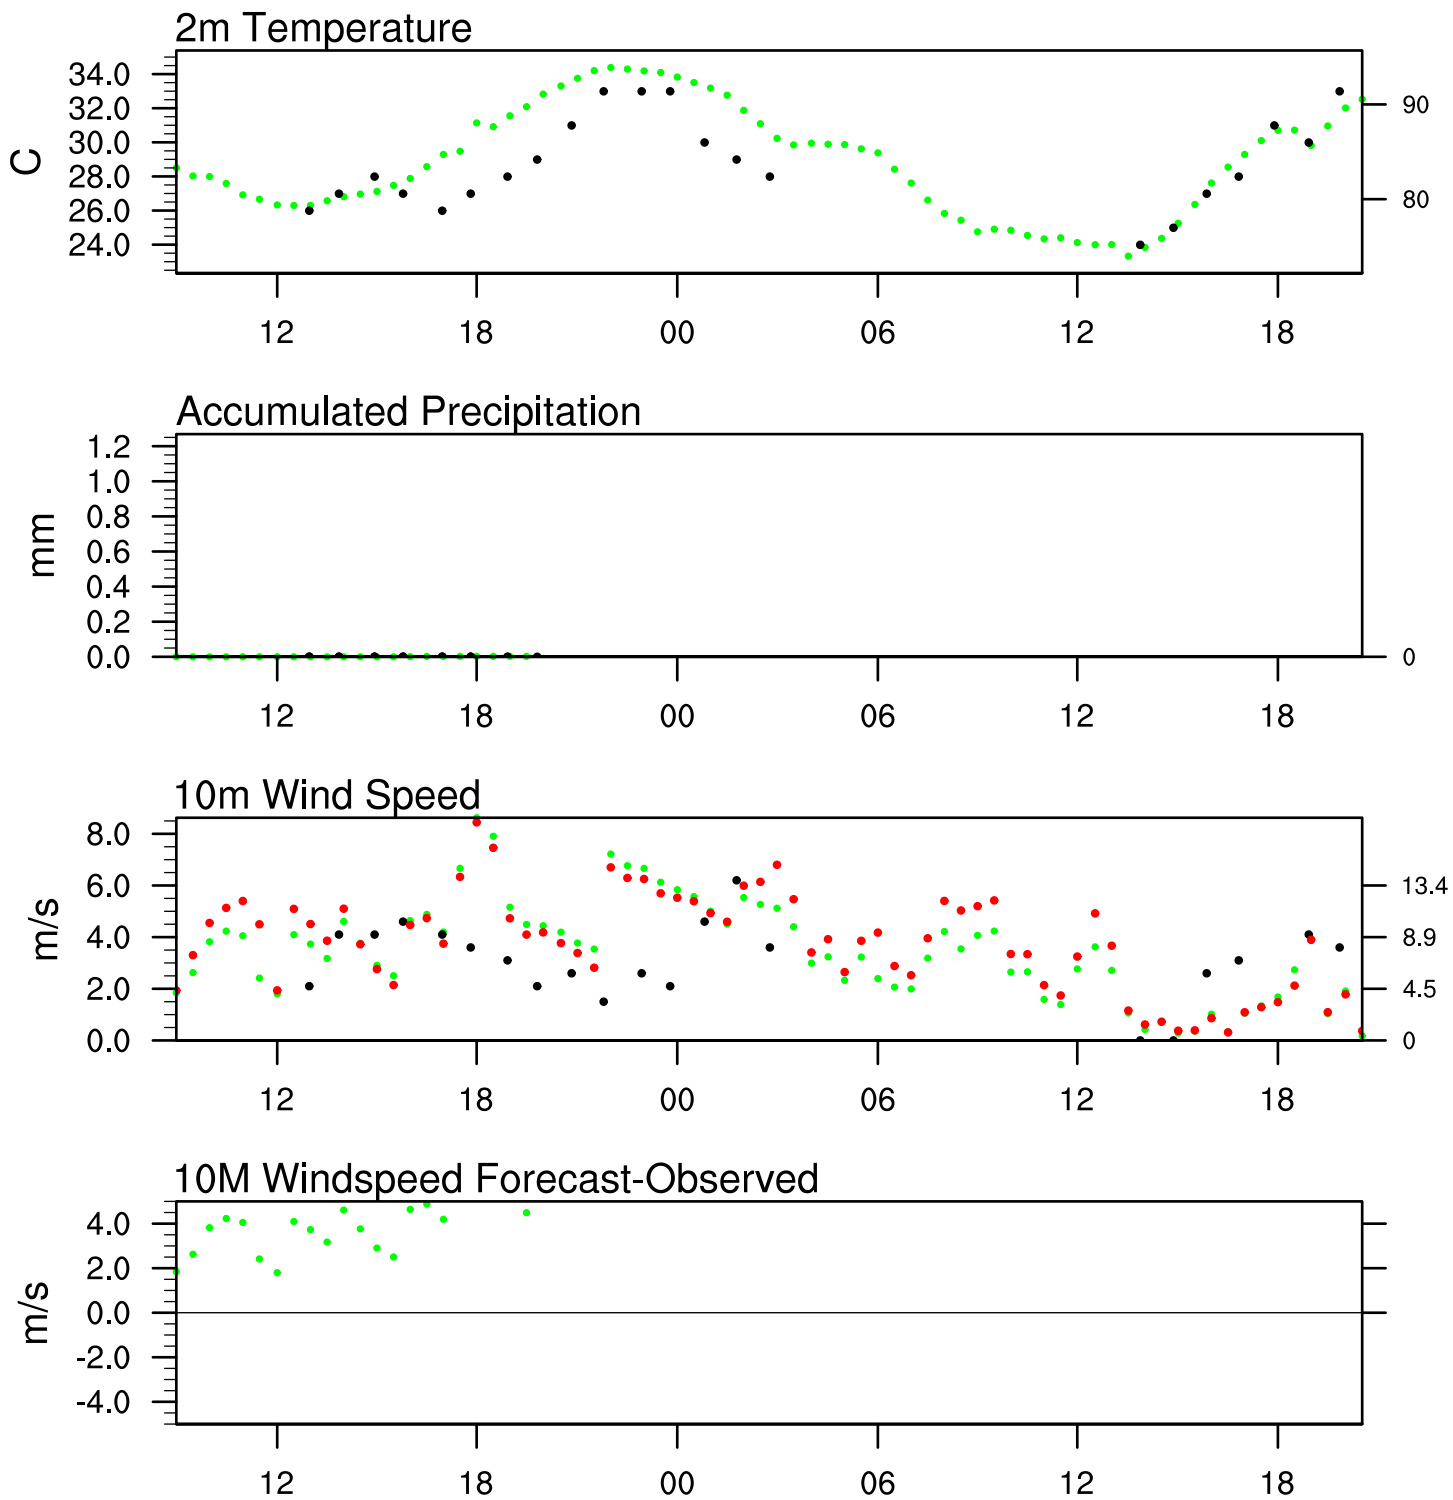 2m Temperature
34.0
32.0
30.0
28.0
26.0
24.0
C
90
80
12 18 00 06 12 18
Accumulated Precipitation
1.2
1.0
0.8
0.6
0.4
0.2
0.0
mm
0
12 18 00 06 12 18
10m Wind Speed
8.0
6.0
4.0
2.0
0.0
m/s
13.4
8.9
4.5
0
12 18 00 06 12 18
10M Windspeed Forecast-Observed
4.0
2.0
0.0
-2.0
-4.0
m/s
12 18 00 06 12 18